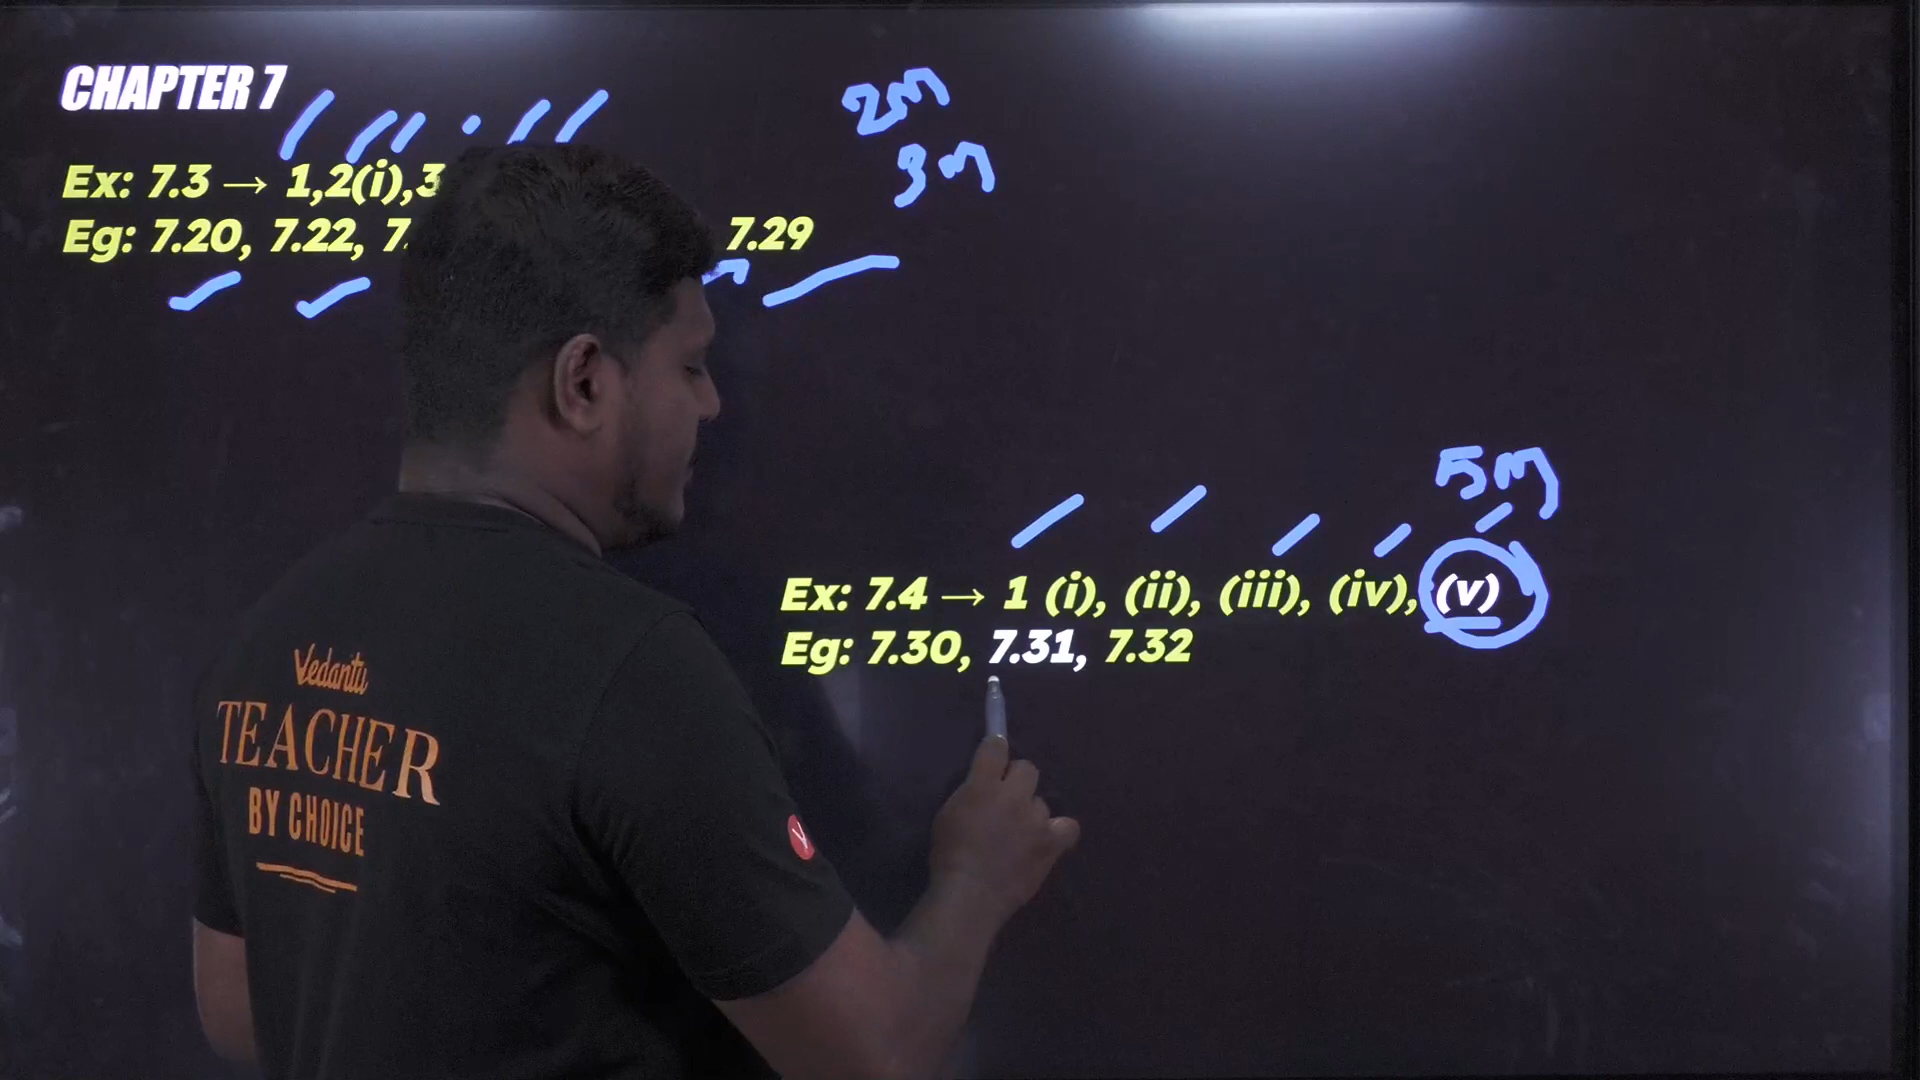 CHAPTER 7
2M
3M
Ex: 7.3 → 1,2(i),3
Eg: 7.20, 7.22, 7. 7.29
5M
Ex: 7.4 → 1 (i), (ii), (iii), (iv), (v)
Eg: 7.30, 7.31, 7.32
Vedantu
TEACHER
BY CHOICE
V